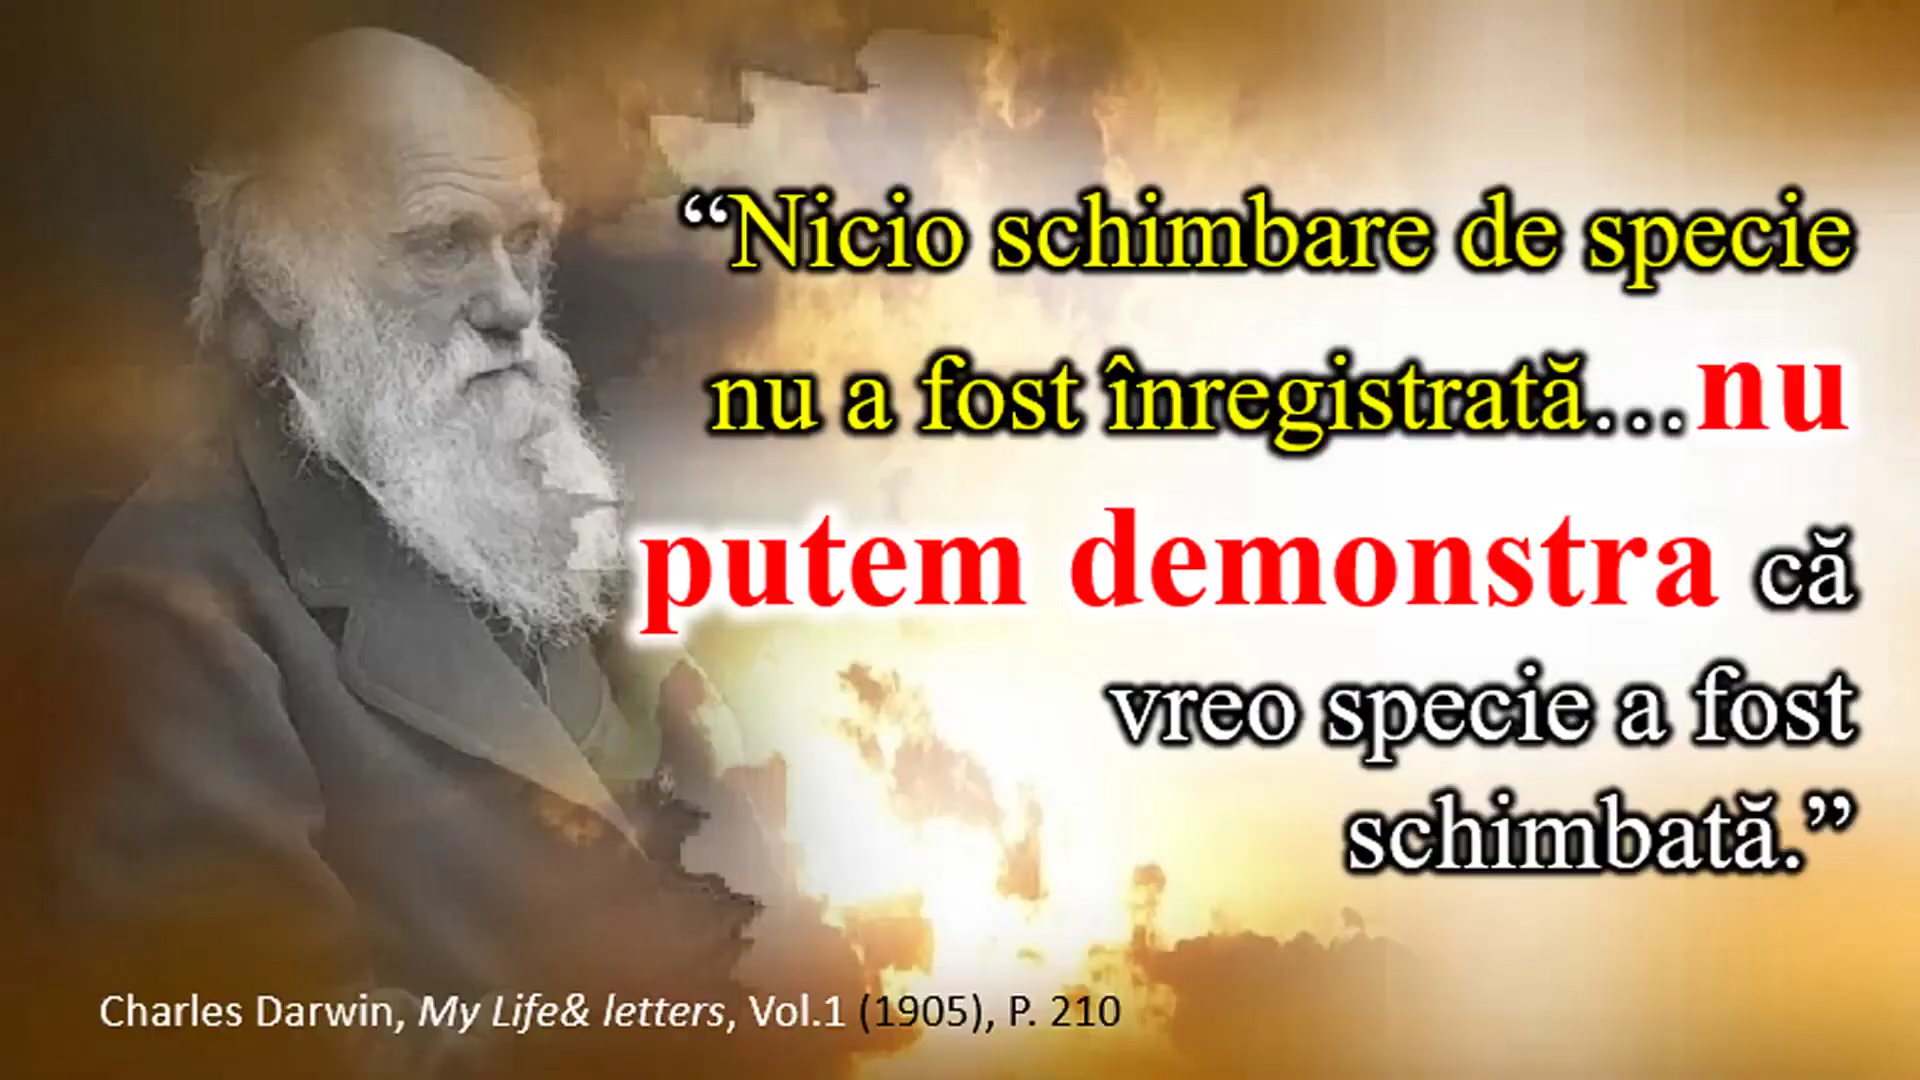 “Nicio schimbare de specie
nu a fost înregistrată...nu
putem demonstra că
vreo specie a fost
schimbată.”
Charles Darwin, My Life& letters, Vol.1 (1905), P. 210